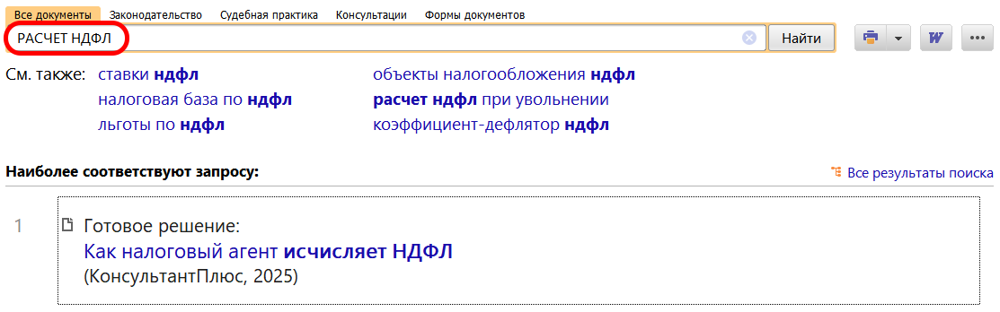 Все документы Законодательство Судебная практика Консультации Формы документов
РАСЧЕТ НДФЛ Найти W
См. также: ставки ндфл объекты налогообложения ндфл
налоговая база по ндфл расчет ндфл при увольнении
льготы по ндфл коэффициент-дефлятор ндфл
Наиболее соответствуют запросу: Все результаты поиска
1 Готовое решение:
Как налоговый агент исчисляет НДФЛ
(КонсультантПлюс, 2025)